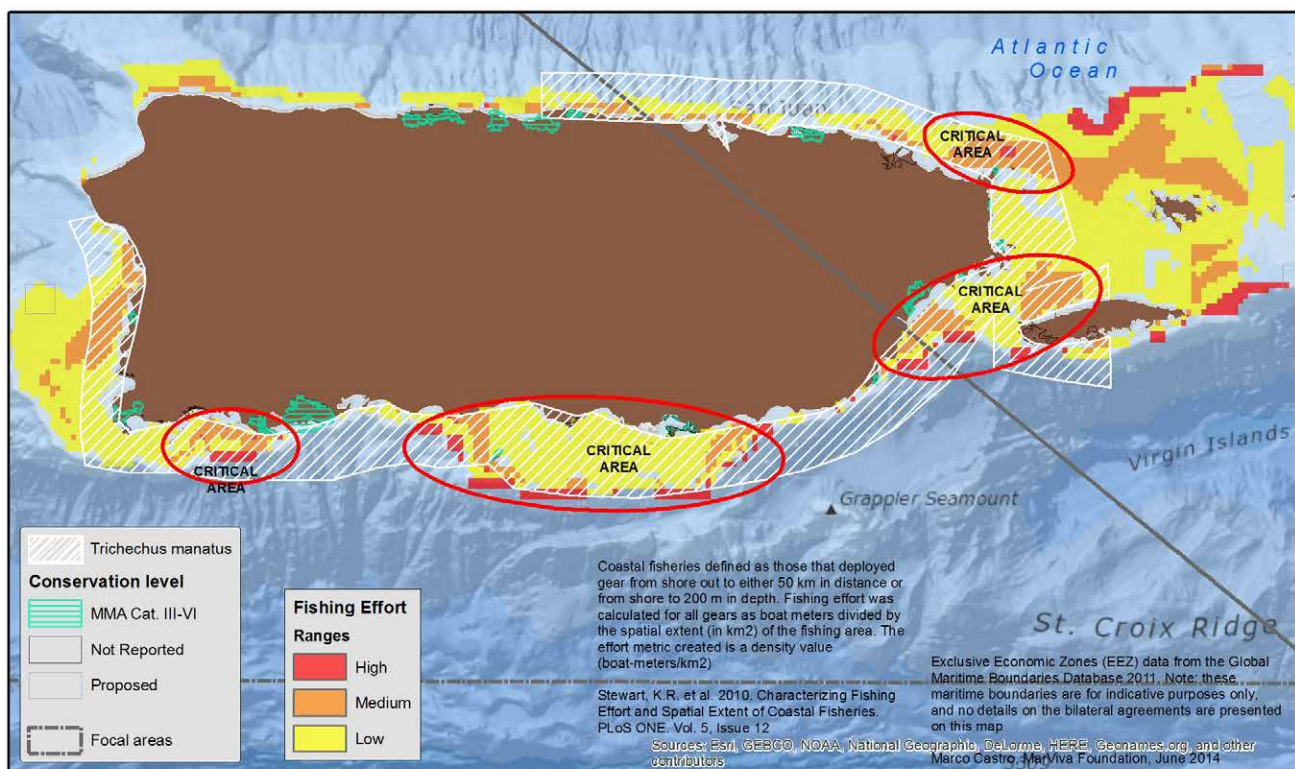 Atlantic
Ocean
San Juan
CRITICAL
AREA
CRITICAL
AREA
CRITICAL
AREA
CRITICAL
AREA
Virgin Islands
Grappler Seamount
St. Croix Ridge
Trichechus manatus
Conservation level
MMA Cat. III-VI
Not Reported
Proposed
Focal areas
Fishing Effort
Ranges
High
Medium
Low
Coastal fisheries defined as those that deployed
gear from shore out to either 50 km in distance or
from shore to 200 m in depth. Fishing effort was
calculated for all gears as boat meters divided by
the spatial extent (in km2) of the fishing area. The
effort metric created is a density value
(boat-meters/km2)
Stewart, K.R. et al. 2010. Characterizing Fishing
Effort and Spatial Extent of Coastal Fisheries.
PLoS ONE. Vol. 5, Issue 12
Exclusive Economic Zones (EEZ) data from the Global
Maritime Boundaries Database 2011. Note: these
maritime boundaries are for indicative purposes only,
and no details on the bilateral agreements are presented
on this map
Sources: Esri, GEBCO, NOAA, National Geographic, DeLorme, HERE, Geonames.org, and other
contributors
Marco Castro, MarViva Foundation, June 2014